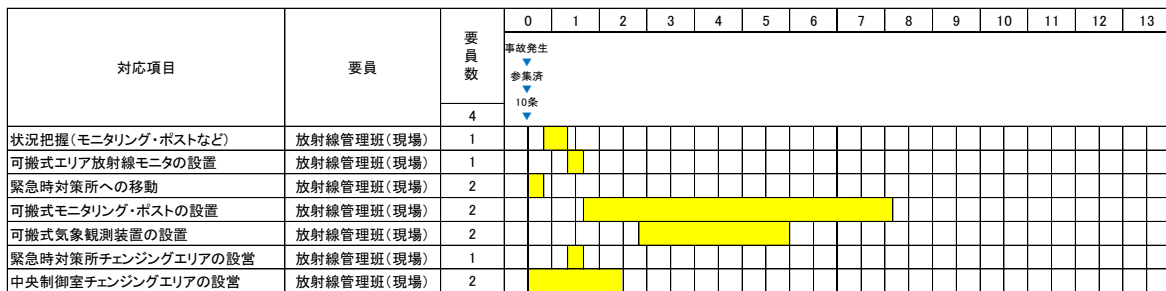 対応項目 要員 要員数 0 1 2 3 4 5 6 7 8 9 10 11 12 13
事故発生
▼
参集済
▼
10条
4 ▼
状況把握(モニタリング・ポストなど) 放射線管理班(現場) 1
可搬式エリア放射線モニタの設置 放射線管理班(現場) 1
緊急時対策所への移動 放射線管理班(現場) 2
可搬式モニタリング・ポストの設置 放射線管理班(現場) 2
可搬式気象観測装置の設置 放射線管理班(現場) 2
緊急時対策所チェンジングエリアの設営 放射線管理班(現場) 1
中央制御室チェンジングエリアの設営 放射線管理班(現場) 2